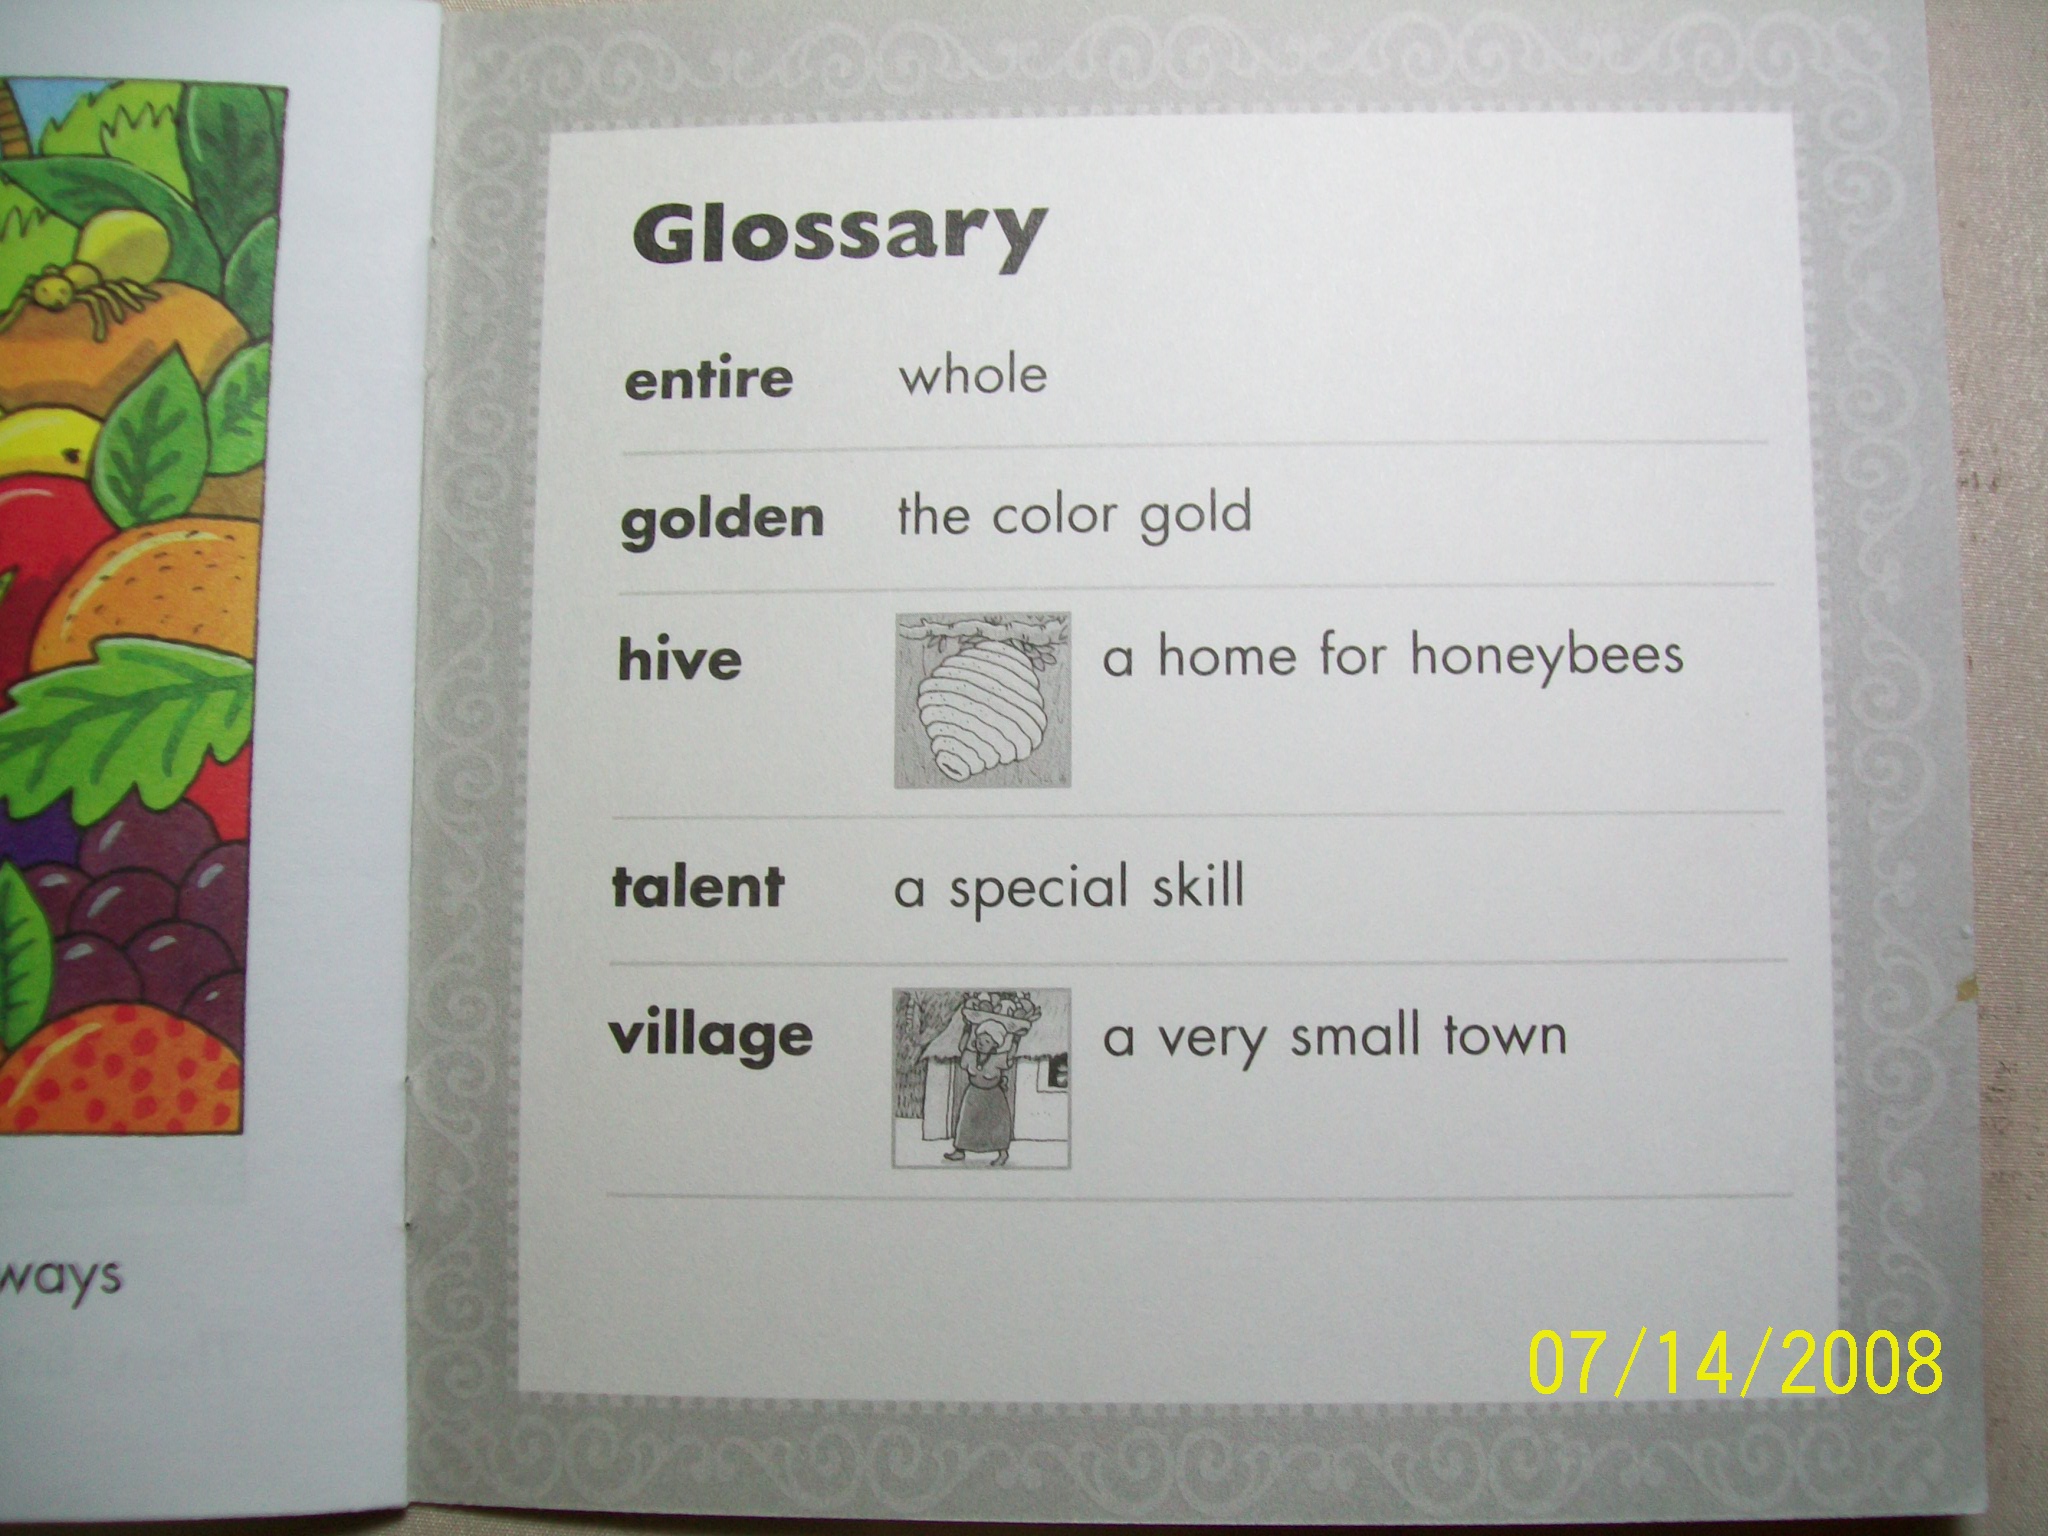 ways
Glossary
entire whole
golden the color gold
hive a home for honeybees
talent a special skill
village a very small town
07/14/2008